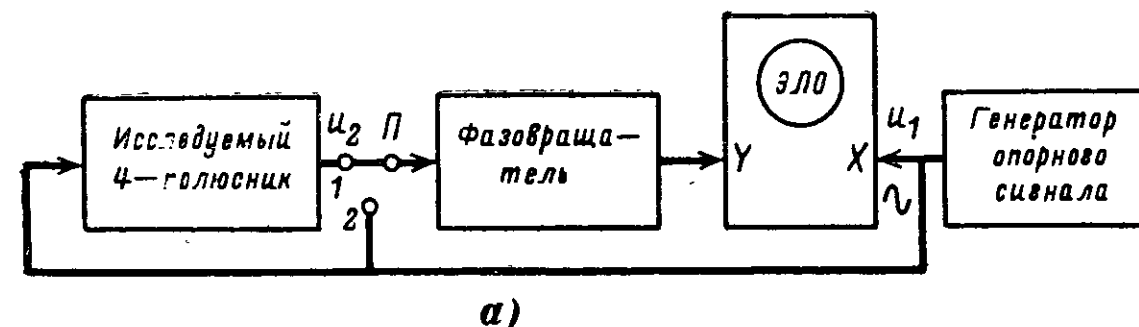 Исследуемый
4-полюсник
u₂
П
1
2
Фазовраща-
тель
ЭЛО
Y
X
u₁
Генератор
опорного
сигнала
а)